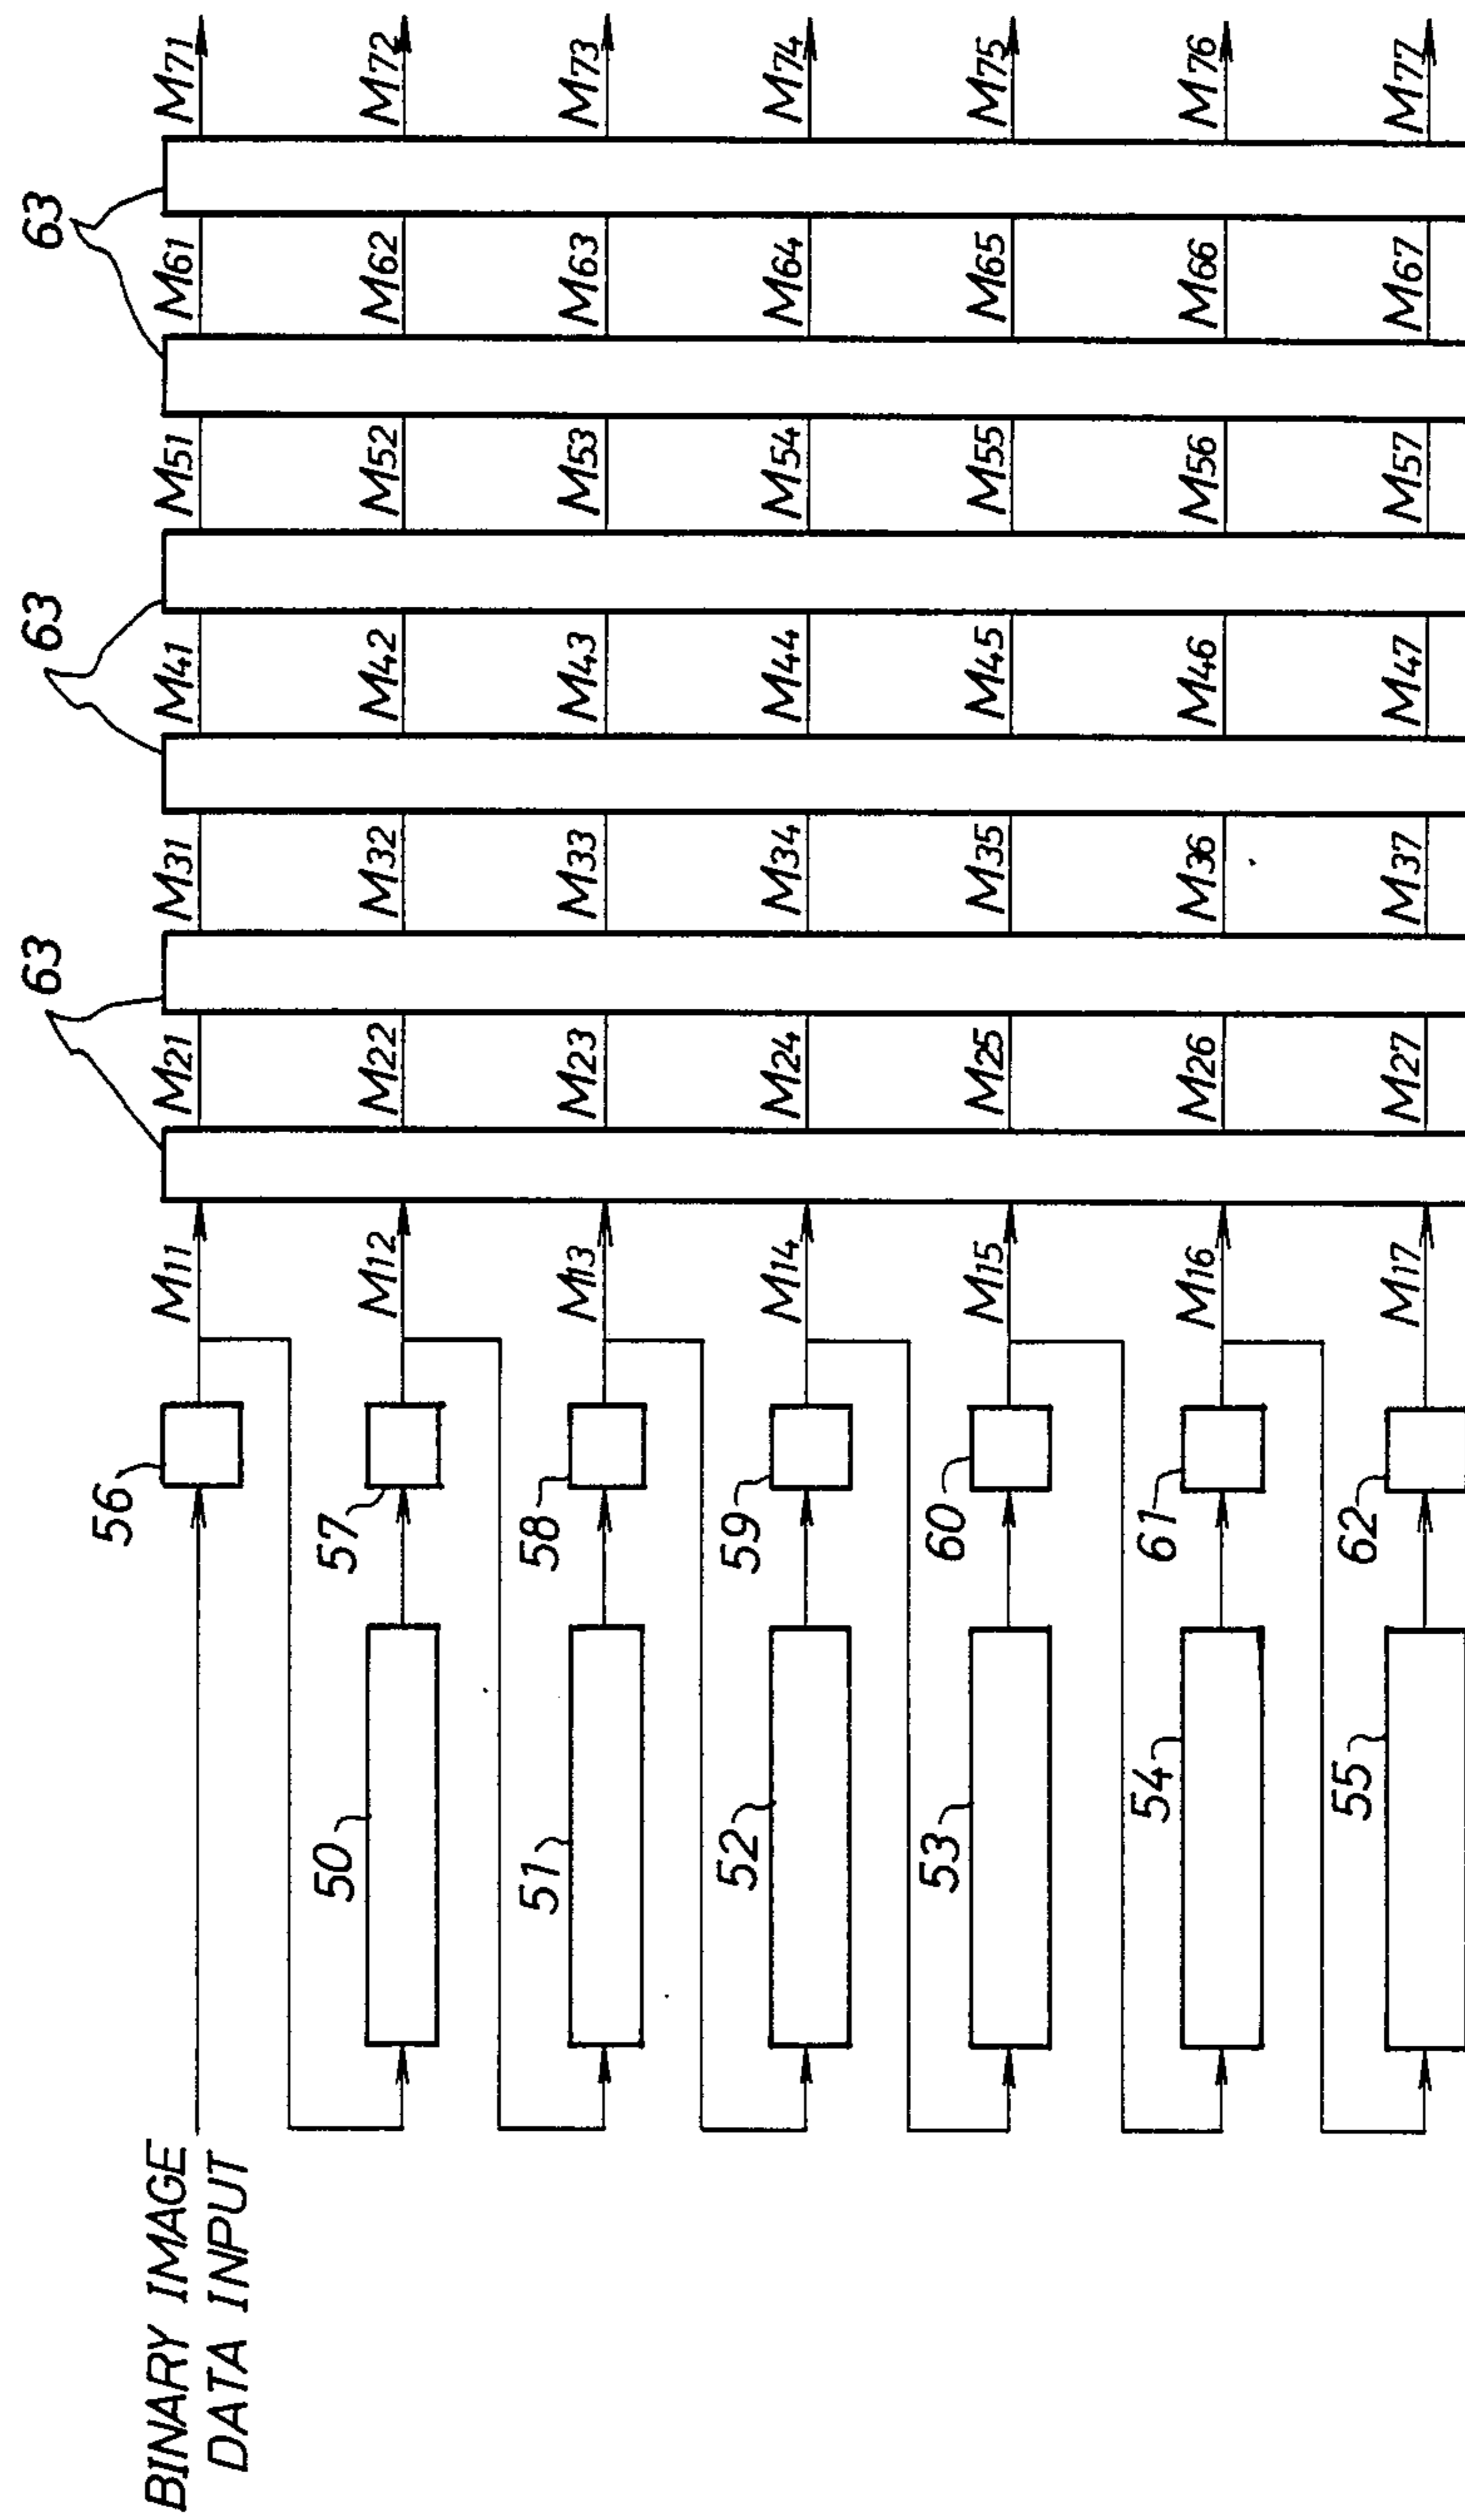 BINARY IMAGE
DATA INPUT
56
M11
M21
M31
M41
M51
M61
M71
63
63
63
50
57
M12
M22
M32
M42
M52
M62
M72
51
58
M13
M23
M33
M43
M53
M63
M73
52
59
M14
M24
M34
M44
M54
M64
M74
53
60
M15
M25
M35
M45
M55
M65
M75
54
61
M16
M26
M36
M46
M56
M66
M76
55
62
M17
M27
M37
M47
M57
M67
M77